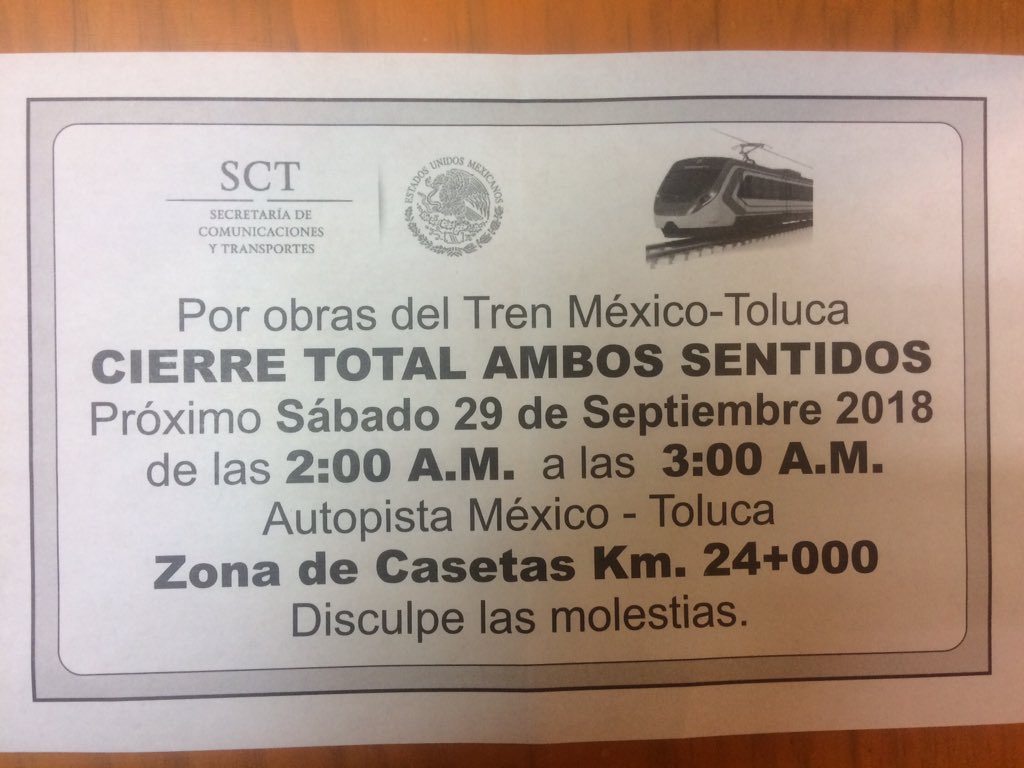 SCT
SECRETARÍA DE
COMUNICACIONES
Y TRANSPORTES
ESTADOS UNIDOS MEXICANOS
Por obras del Tren México-Toluca
CIERRE TOTAL AMBOS SENTIDOS
Próximo Sábado 29 de Septiembre 2018
de las 2:00 A.M. a las 3:00 A.M.
Autopista México - Toluca
Zona de Casetas Km. 24+000
Disculpe las molestias.